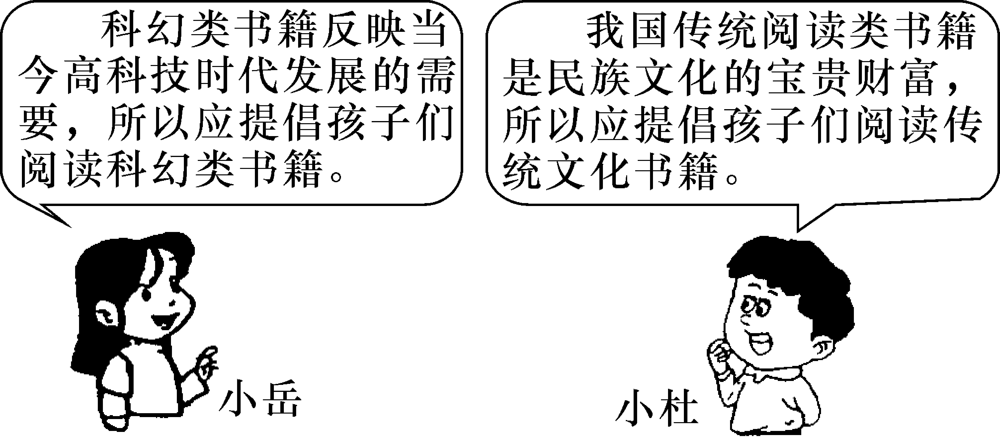 科幻类书籍反映当
今高科技时代发展的需
要，所以应提倡孩子们
阅读科幻类书籍。
我国传统阅读类书籍
是民族文化的宝贵财富，
所以应提倡孩子们阅读传
统文化书籍。
小岳
小杜